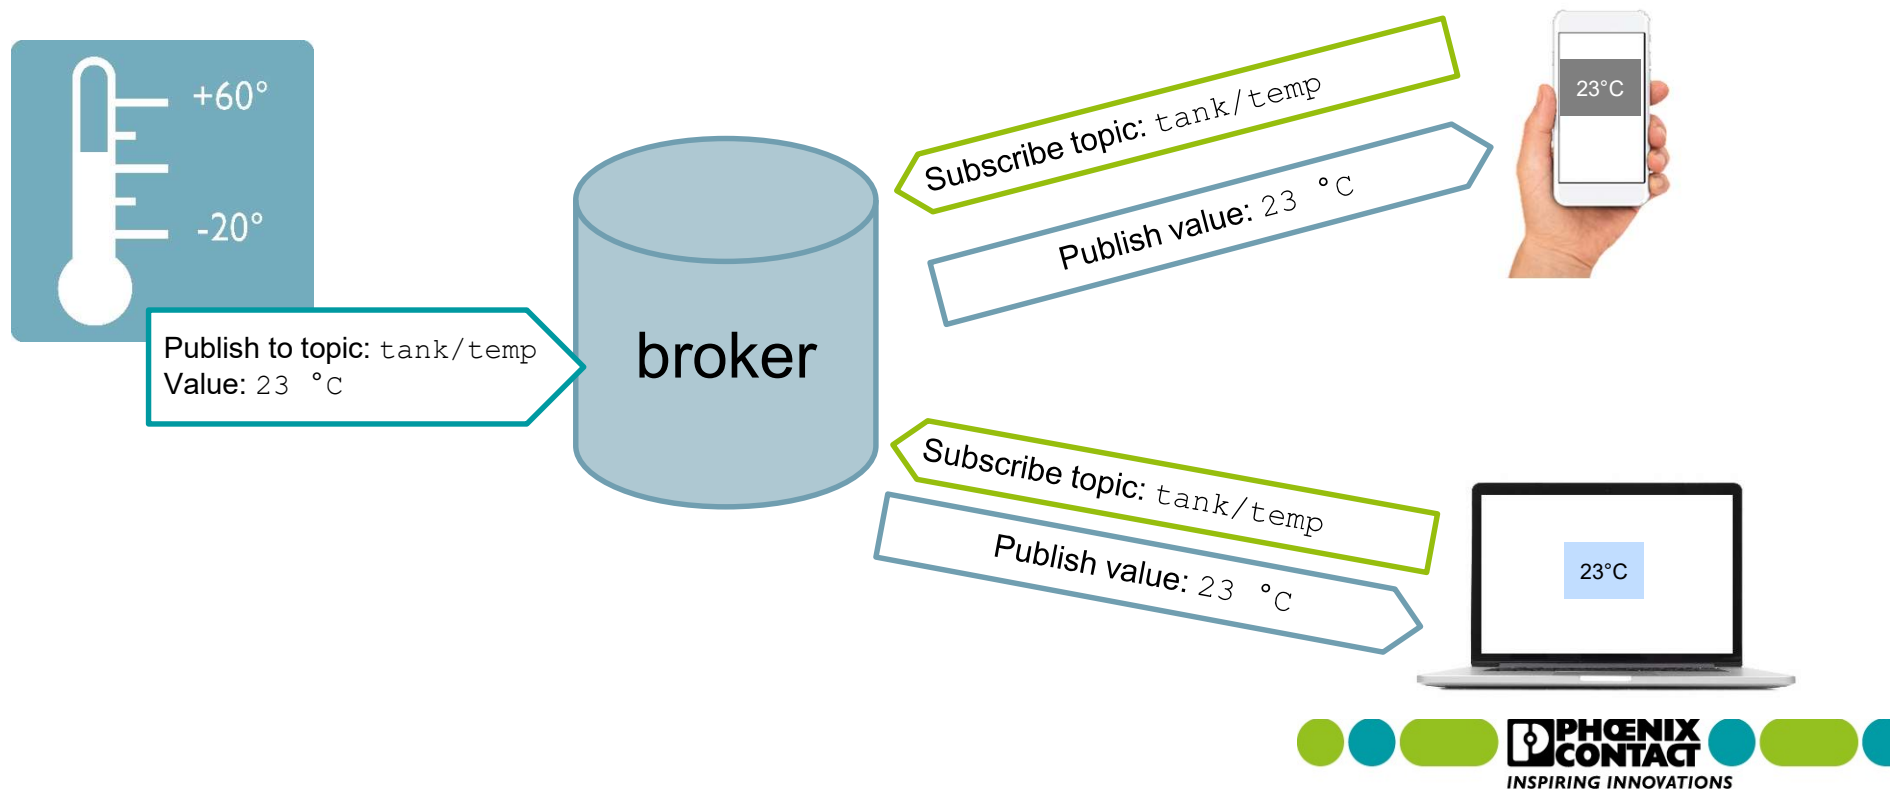 +60°
-20°
Publish to topic: tank/temp
Value: 23 °C
broker
Subscribe topic: tank/temp
Publish value: 23 °C
23°C
Subscribe topic: tank/temp
Publish value: 23 °C
23°C
PHŒNIX
CONTACT
INSPIRING INNOVATIONS